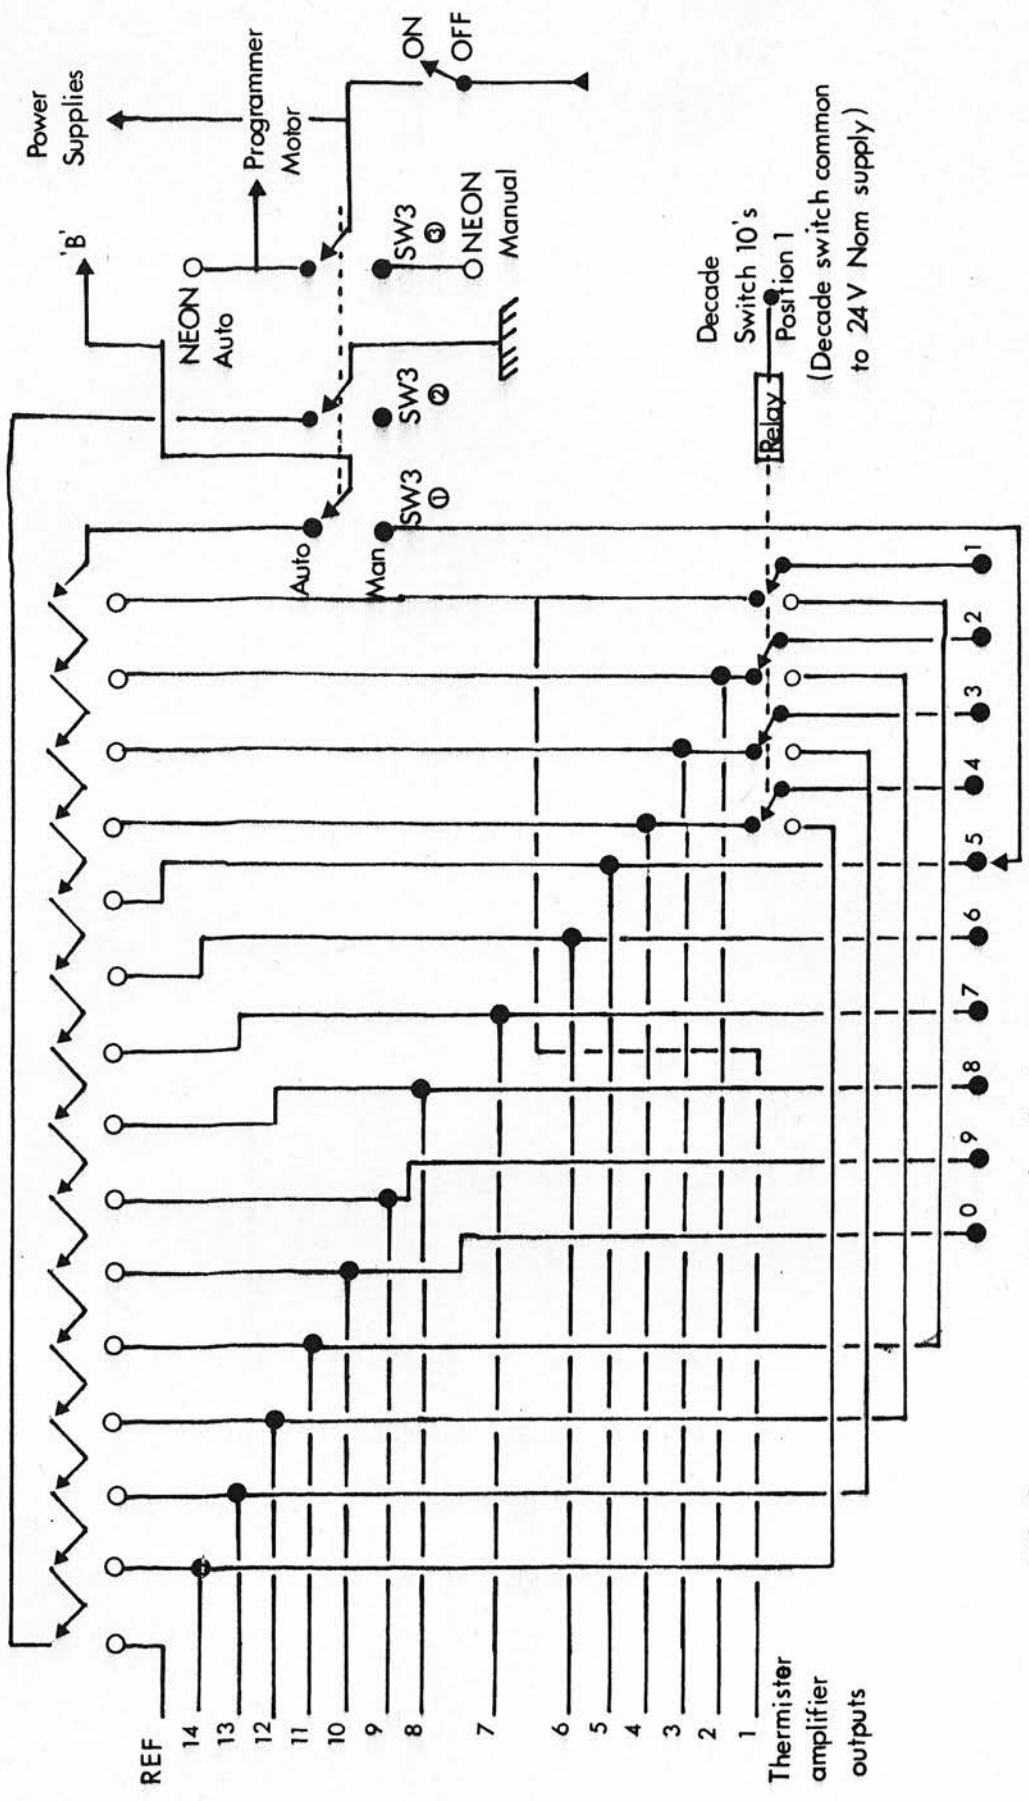 REF
14
13
12
11
10
9
8
7
6
5
4
3
2
1
Thermister
amplifier
outputs
Power
Supplies
'B'
NEON
Auto
Programmer
Motor
ON
OFF
SW3
③
NEON
Manual
SW3
②
SW3
①
Auto
Man
Decade
Switch 10's
Position 1
(Decade switch common
to 24V Nom supply)
Relay
0
9
8
7
6
5
4
3
2
1